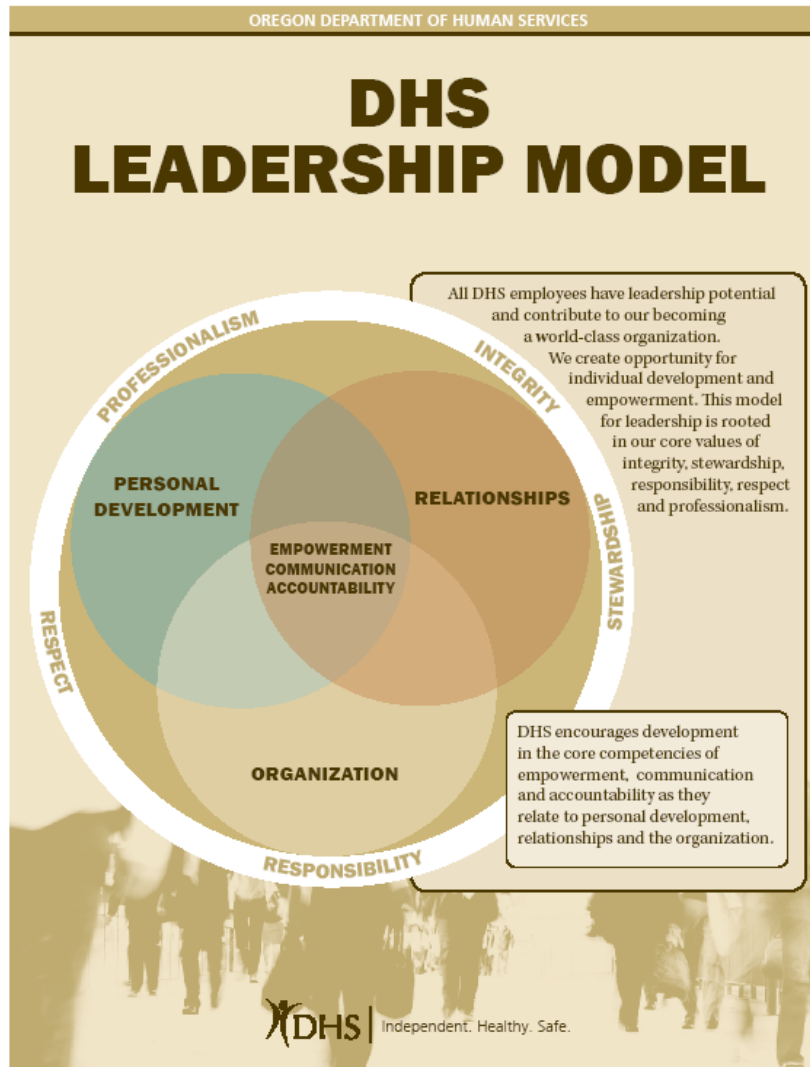 OREGON DEPARTMENT OF HUMAN SERVICES
DHS
LEADERSHIP MODEL
All DHS employees have leadership potential
and contribute to our becoming
a world-class organization.
We create opportunity for
individual development and
empowerment. This model
for leadership is rooted
in our core values of
integrity, stewardship,
responsibility, respect
and professionalism.
PROFESSIONALISM
INTEGRITY
STEWARDSHIP
RESPONSIBILITY
RESPECT
PERSONAL
DEVELOPMENT
RELATIONSHIPS
EMPOWERMENT
COMMUNICATION
ACCOUNTABILITY
ORGANIZATION
DHS encourages development
in the core competencies of
empowerment, communication
and accountability as they
relate to personal development,
relationships and the organization.
DHS
Independent. Healthy. Safe.